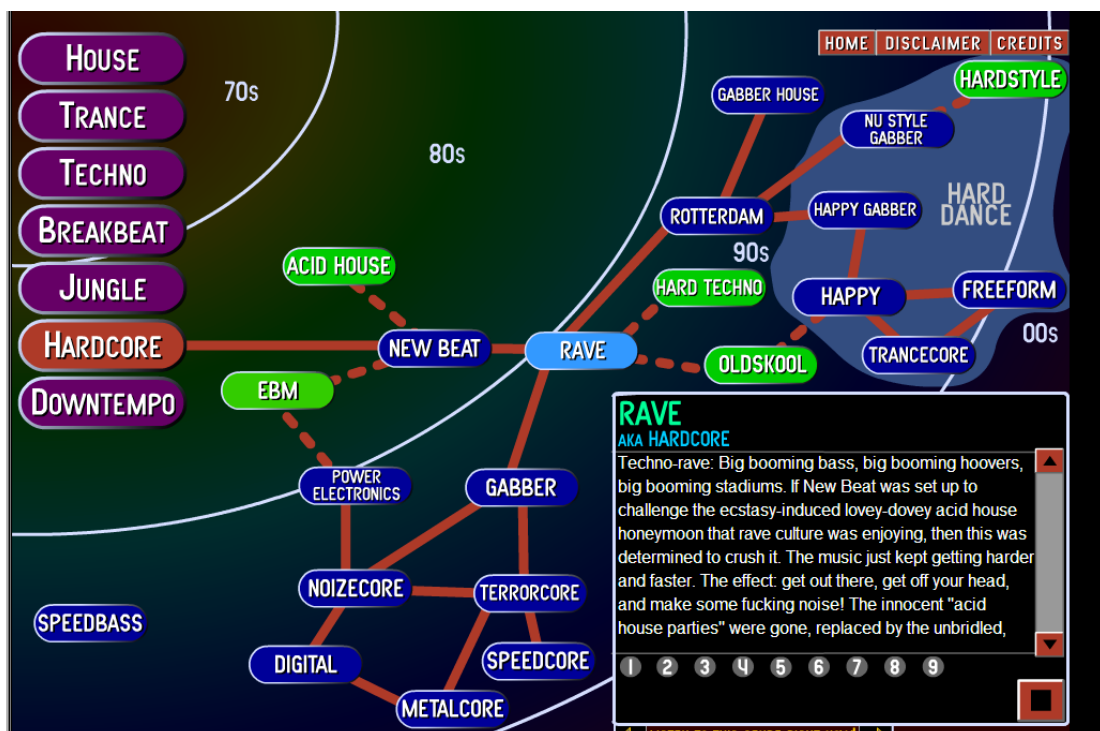 HOUSE
TRANCE
TECHNO
BREAKBEAT
JUNGLE
HARDCORE
DOWNTEMPO
HOME
DISCLAIMER
CREDITS
70s
80s
90s
00s
HARD
DANCE
HARDSTYLE
GABBER HOUSE
NU STYLE
GABBER
ROTTERDAM
HAPPY GABBER
ACID HOUSE
HARD TECHNO
HAPPY
FREEFORM
NEW BEAT
RAVE
OLDSKOOL
TRANCECORE
EBM
POWER
ELECTRONICS
GABBER
NOIZECORE
TERRORCORE
SPEEDBASS
DIGITAL
SPEEDCORE
METALCORE
RAVE
AKA HARDCORE
Techno-rave: Big booming bass, big booming hoovers,
big booming stadiums. If New Beat was set up to
challenge the ecstasy-induced lovey-dovey acid house
honeymoon that rave culture was enjoying, then this was
determined to crush it. The music just kept getting harder
and faster. The effect: get out there, get off your head,
and make some fucking noise! The innocent "acid
house parties" were gone, replaced by the unbridled,
1 2 3 4 5 6 7 8 9